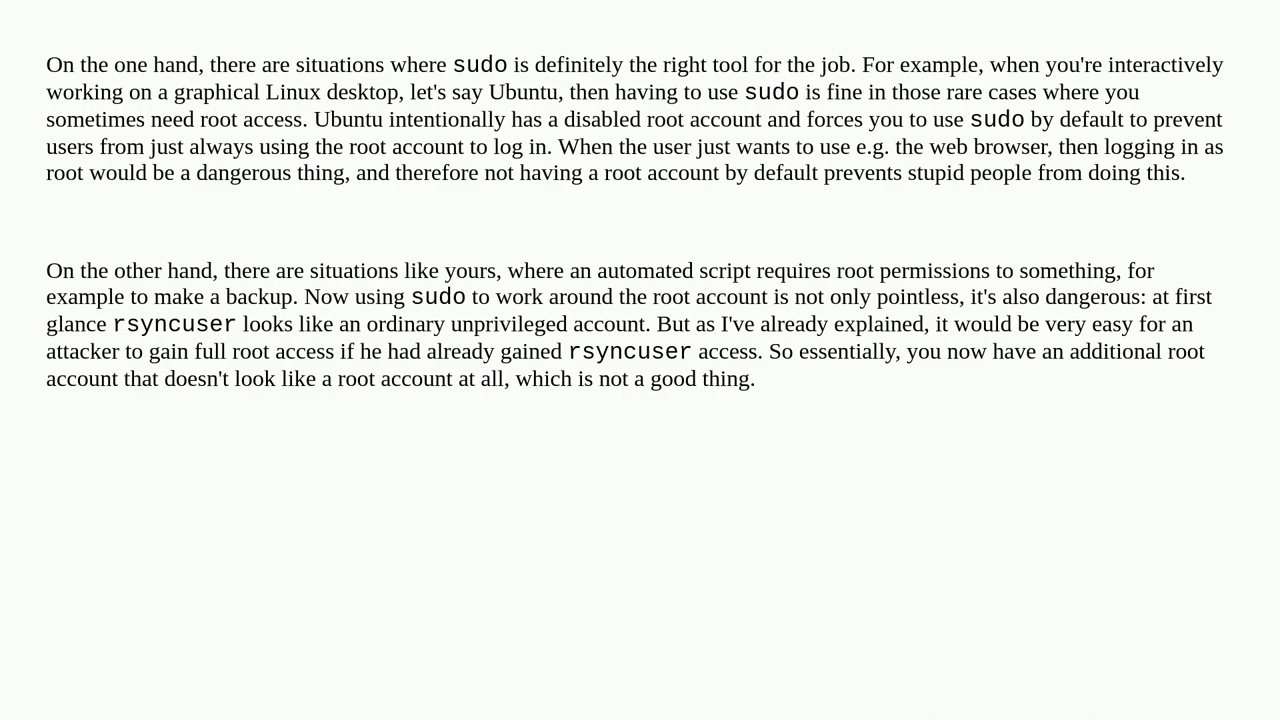 On the one hand, there are situations where sudo is definitely the right tool for the job. For example, when you're interactively
working on a graphical Linux desktop, let's say Ubuntu, then having to use sudo is fine in those rare cases where you
sometimes need root access. Ubuntu intentionally has a disabled root account and forces you to use sudo by default to prevent
users from just always using the root account to log in. When the user just wants to use e.g. the web browser, then logging in as
root would be a dangerous thing, and therefore not having a root account by default prevents stupid people from doing this.
On the other hand, there are situations like yours, where an automated script requires root permissions to something, for
example to make a backup. Now using sudo to work around the root account is not only pointless, it's also dangerous: at first
glance rsyncuser looks like an ordinary unprivileged account. But as I've already explained, it would be very easy for an
attacker to gain full root access if he had already gained rsyncuser access. So essentially, you now have an additional root
account that doesn't look like a root account at all, which is not a good thing.